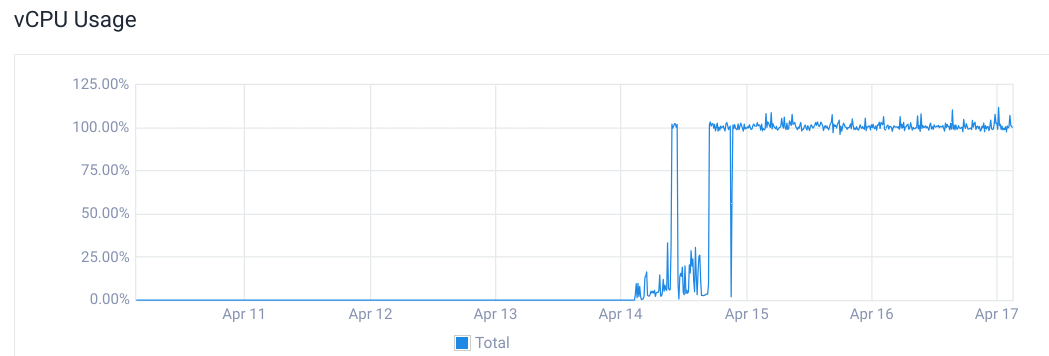 vCPU Usage
125.00%
100.00%
75.00%
50.00%
25.00%
0.00%
Apr 11 Apr 12 Apr 13 Apr 14 Apr 15 Apr 16 Apr 17
Total